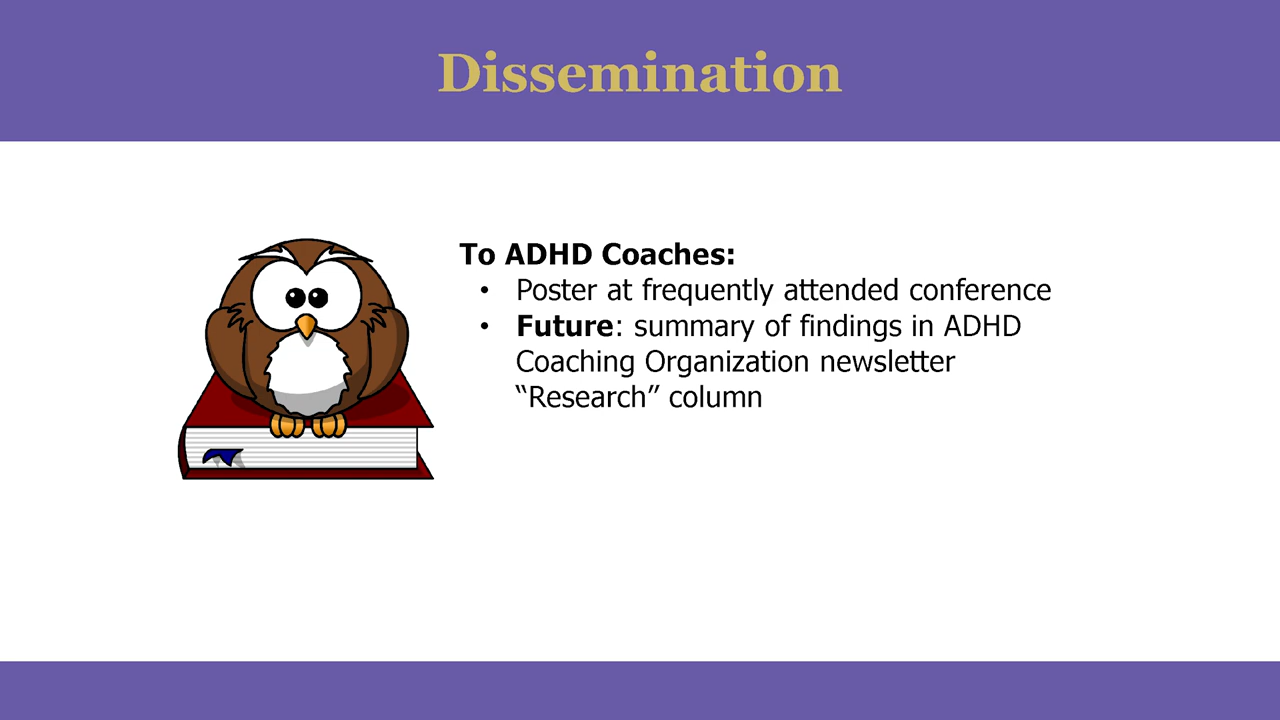 Dissemination
To ADHD Coaches:
• Poster at frequently attended conference
• Future: summary of findings in ADHD
Coaching Organization newsletter
“Research” column